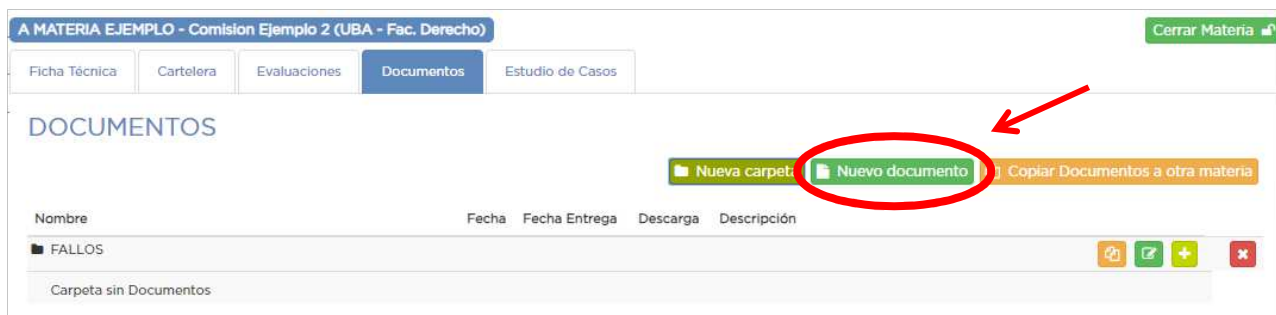 A MATERIA EJEMPLO - Comision Ejemplo 2 (UBA - Fac. Derecho)
Cerrar Materia
Ficha Técnica
Cartelera
Evaluaciones
Documentos
Estudio de Casos
DOCUMENTOS
Nueva carpeta
Nuevo documento
Copiar Documentos a otra materia
Nombre Fecha Fecha Entrega Descarga Descripción
FALLOS
Carpeta sin Documentos